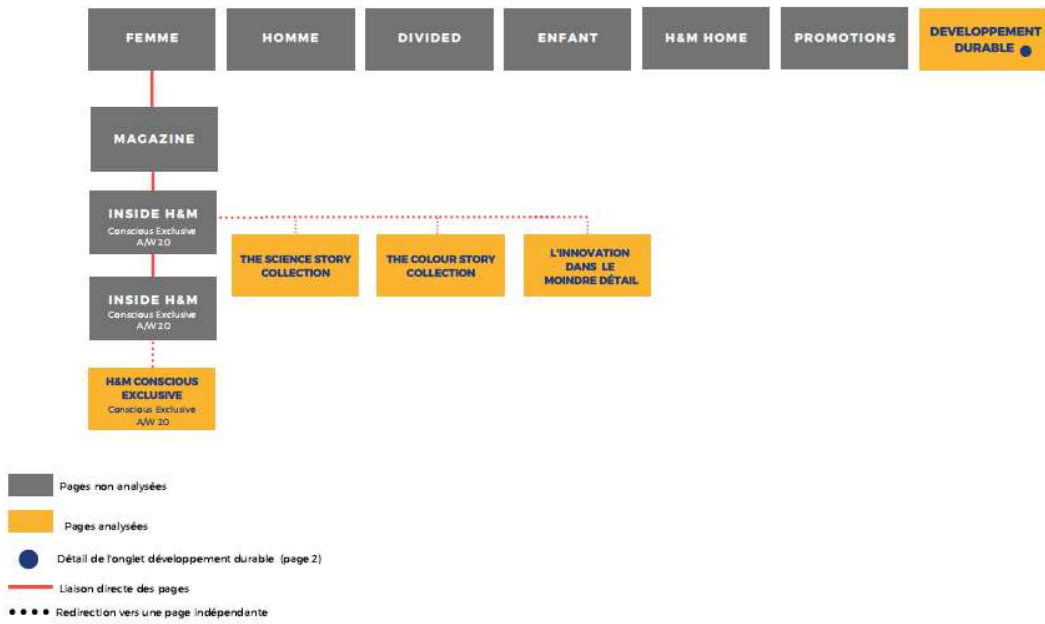 FEMME
HOMME
DIVIDED
ENFANT
H&M HOME
PROMOTIONS
DEVELOPPEMENT
DURABLE
MAGAZINE
INSIDE H&M
Conscious Exclusive
A/W 20
THE SCIENCE STORY
COLLECTION
THE COLOUR STORY
COLLECTION
L'INNOVATION
DANS LE
MOINDRE DÉTAIL
INSIDE H&M
Conscious Exclusive
A/W 20
H&M CONSCIOUS
EXCLUSIVE
Conscious Exclusive
A/W 20
Pages non analysées
Pages analysées
Détail de l'onglet développement durable (page 2)
Liaison directe des pages
Redirection vers une page indépendante